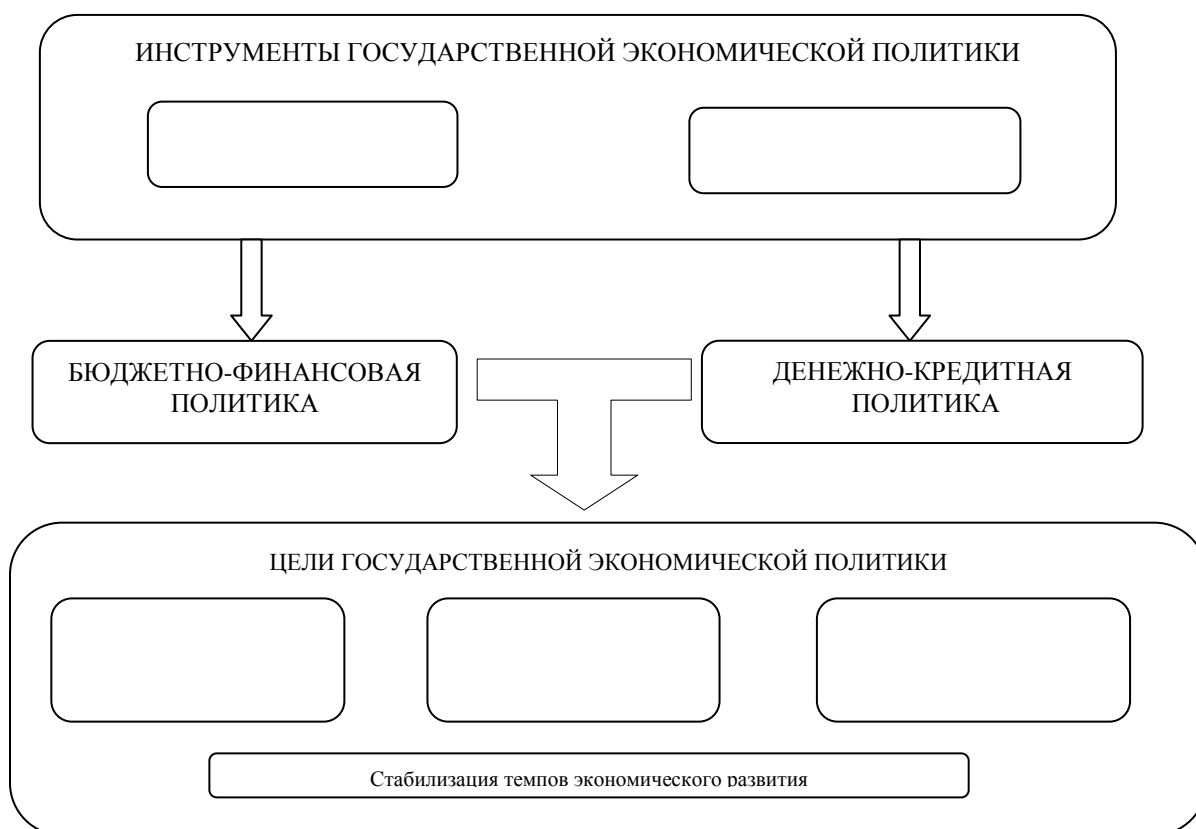 ИНСТРУМЕНТЫ ГОСУДАРСТВЕННОЙ ЭКОНОМИЧЕСКОЙ ПОЛИТИКИ
БЮДЖЕТНО-ФИНАНСОВАЯ
ПОЛИТИКА
ДЕНЕЖНО-КРЕДИТНАЯ
ПОЛИТИКА
ЦЕЛИ ГОСУДАРСТВЕННОЙ ЭКОНОМИЧЕСКОЙ ПОЛИТИКИ
Стабилизация темпов экономического развития